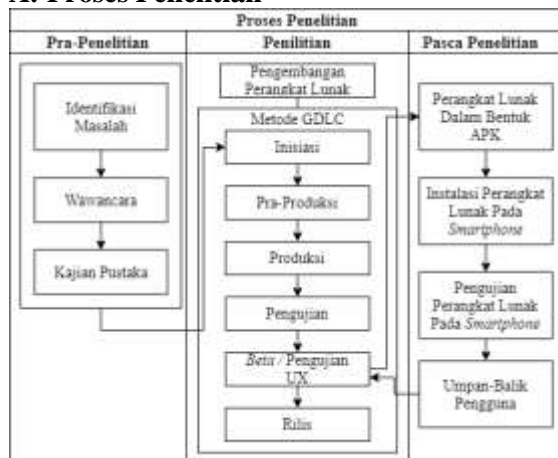 A. Proses Penelitian
Proses Penelitian
Pra-Penelitian
Penilitian
Pasca Penelitian
Identifikasi
Masalah
Wawancara
Kajian Pustaka
Pengembangan
Perangkat Lunak
Metode GDLC
Inisiasi
Pra-Produksi
Produksi
Pengujian
Beta / Pengujian
UX
Rilis
Perangkat Lunak
Dalam Bentuk
APK
Instalasi Perangkat
Lunak Pada
Smartphone
Pengujian
Perangkat Lunak
Pada Smartphone
Umpan-Balik
Pengguna